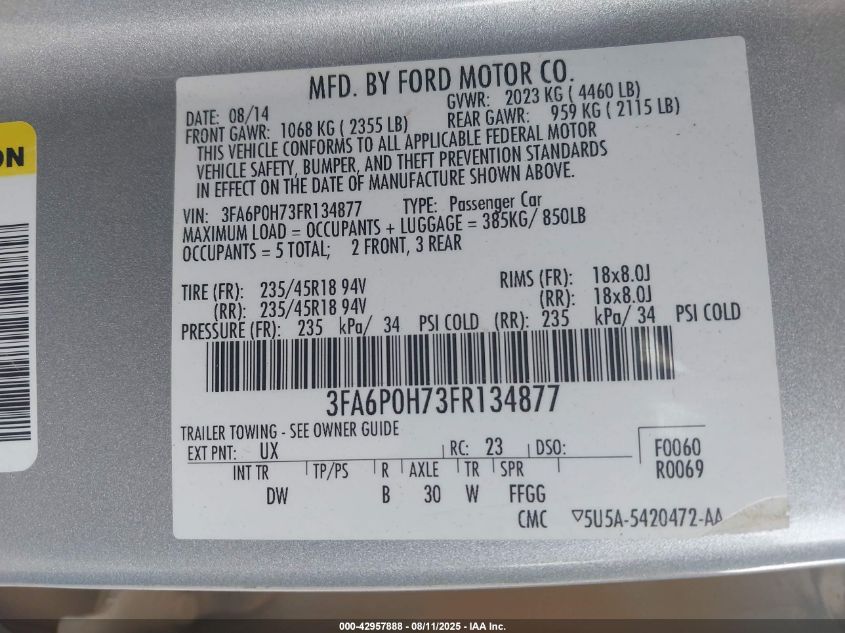 ON
MFD. BY FORD MOTOR CO.
DATE: 08/14 GVWR: 2023 KG ( 4460 LB)
FRONT GAWR: 1068 KG ( 2355 LB) REAR GAWR: 959 KG ( 2115 LB)
THIS VEHICLE CONFORMS TO ALL APPLICABLE FEDERAL MOTOR
VEHICLE SAFETY, BUMPER, AND THEFT PREVENTION STANDARDS
IN EFFECT ON THE DATE OF MANUFACTURE SHOWN ABOVE.
VIN: 3FA6P0H73FR134877 TYPE: Passenger Car
MAXIMUM LOAD = OCCUPANTS + LUGGAGE = 385KG/ 850LB
OCCUPANTS = 5 TOTAL; 2 FRONT, 3 REAR
TIRE (FR): 235/45R18 94V RIMS (FR): 18x8.0J
(RR): 235/45R18 94V (RR): 18x8.0J
PRESSURE (FR): 235 kPa/ 34 PSI COLD (RR): 235 kPa/ 34 PSI COLD
3FA6P0H73FR134877
TRAILER TOWING - SEE OWNER GUIDE
EXT PNT: UX RC: 23 DSO: F0060
R0069
INT TR TP/PS R AXLE TR SPR
DW B 30 W FFGG
CMC ▽5U5A-5420472-AA
000-42957888 - 08/11/2025 - IAA Inc.